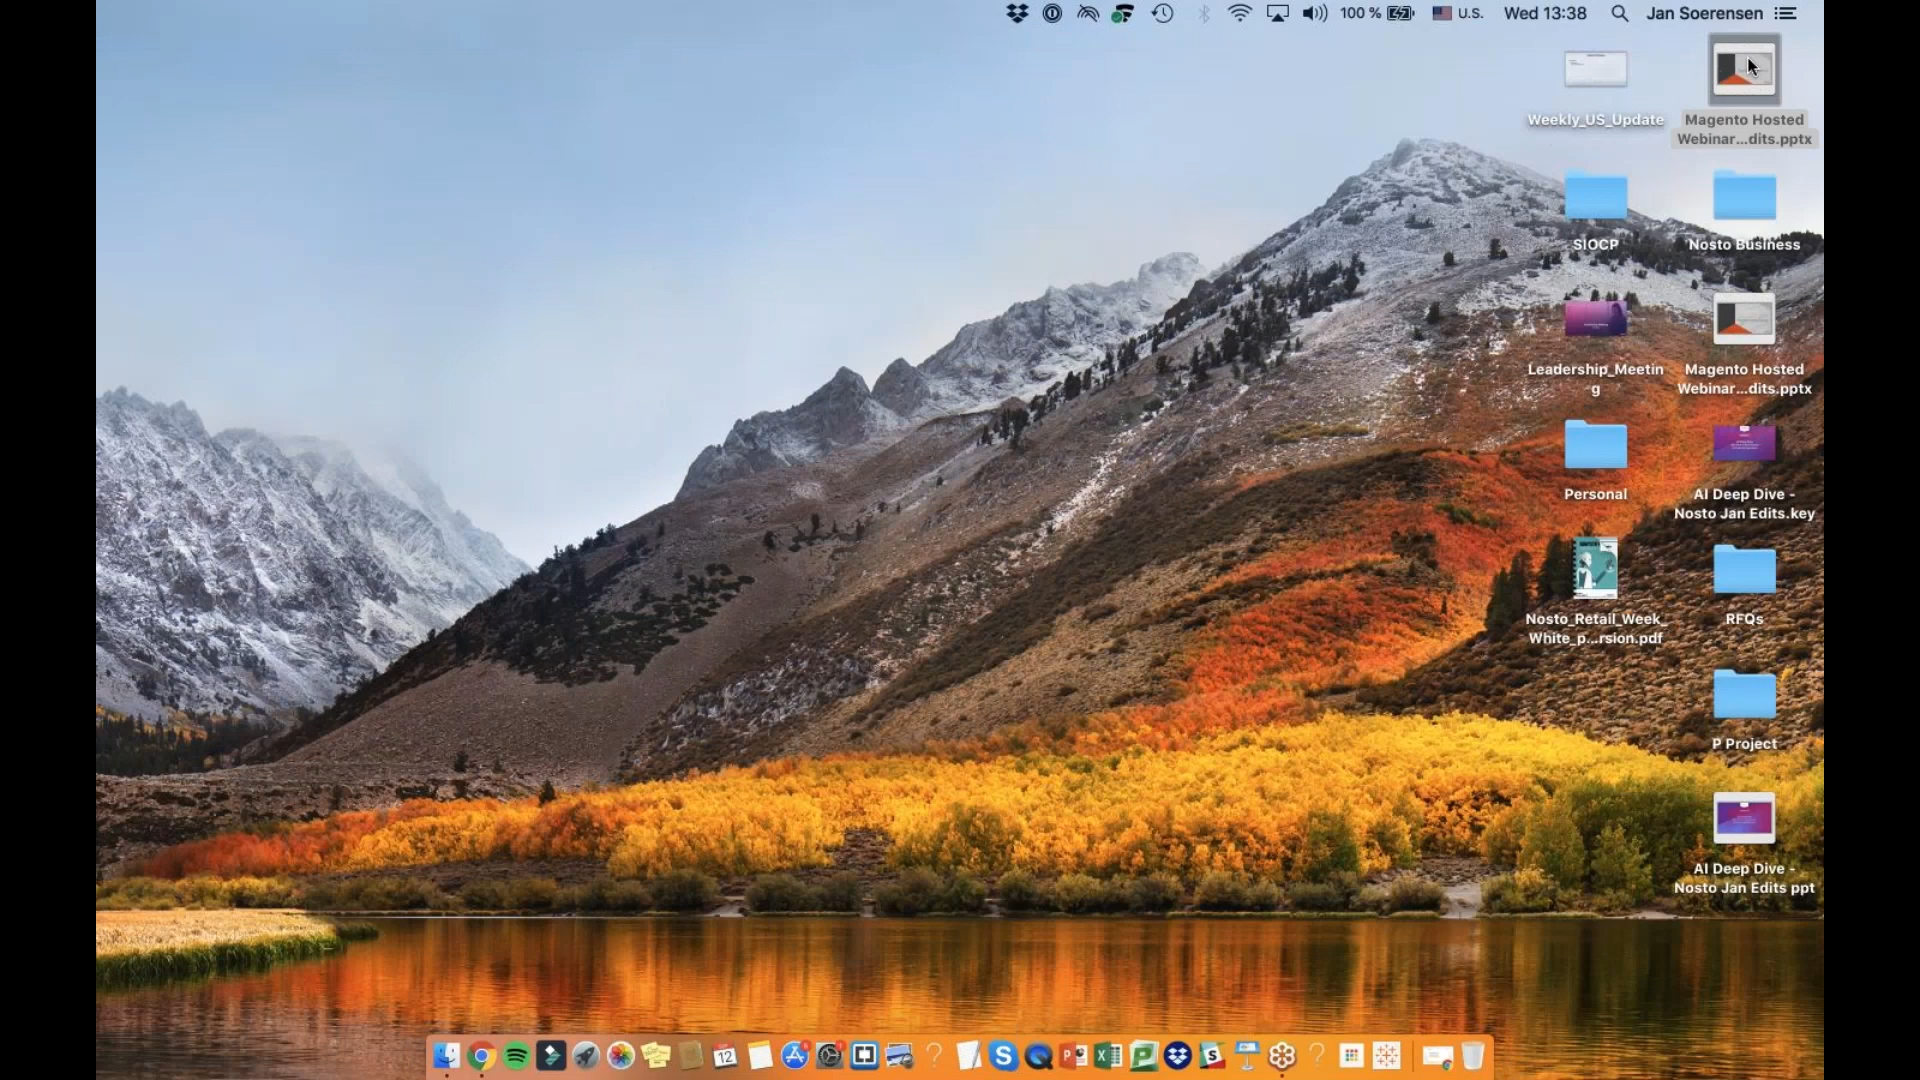 100 %
U.S.
Wed 13:38
Jan Soerensen
Weekly_US_Update
Magento Hosted
Webinar...dits.pptx
SIOCP
Nosto Business
Leadership_Meetin
g
Magento Hosted
Webinar...dits.pptx
Personal
AI Deep Dive -
Nosto Jan Edits.key
Nosto_Retail_Week_
White_p...rsion.pdf
RFQs
P Project
AI Deep Dive -
Nosto Jan Edits ppt
12